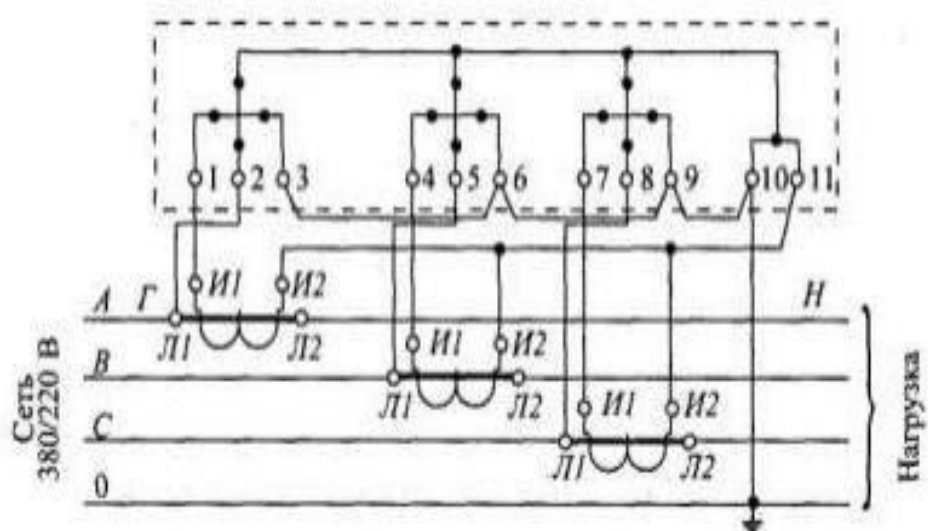 1 2 3 4 5 6 7 8 9 10 11
И1 И2
A Г Н
Л1 Л2
И1 И2
B
Л1 Л2
И1 И2
C
Л1 Л2
0
Сеть
380/220 В
Нагрузка